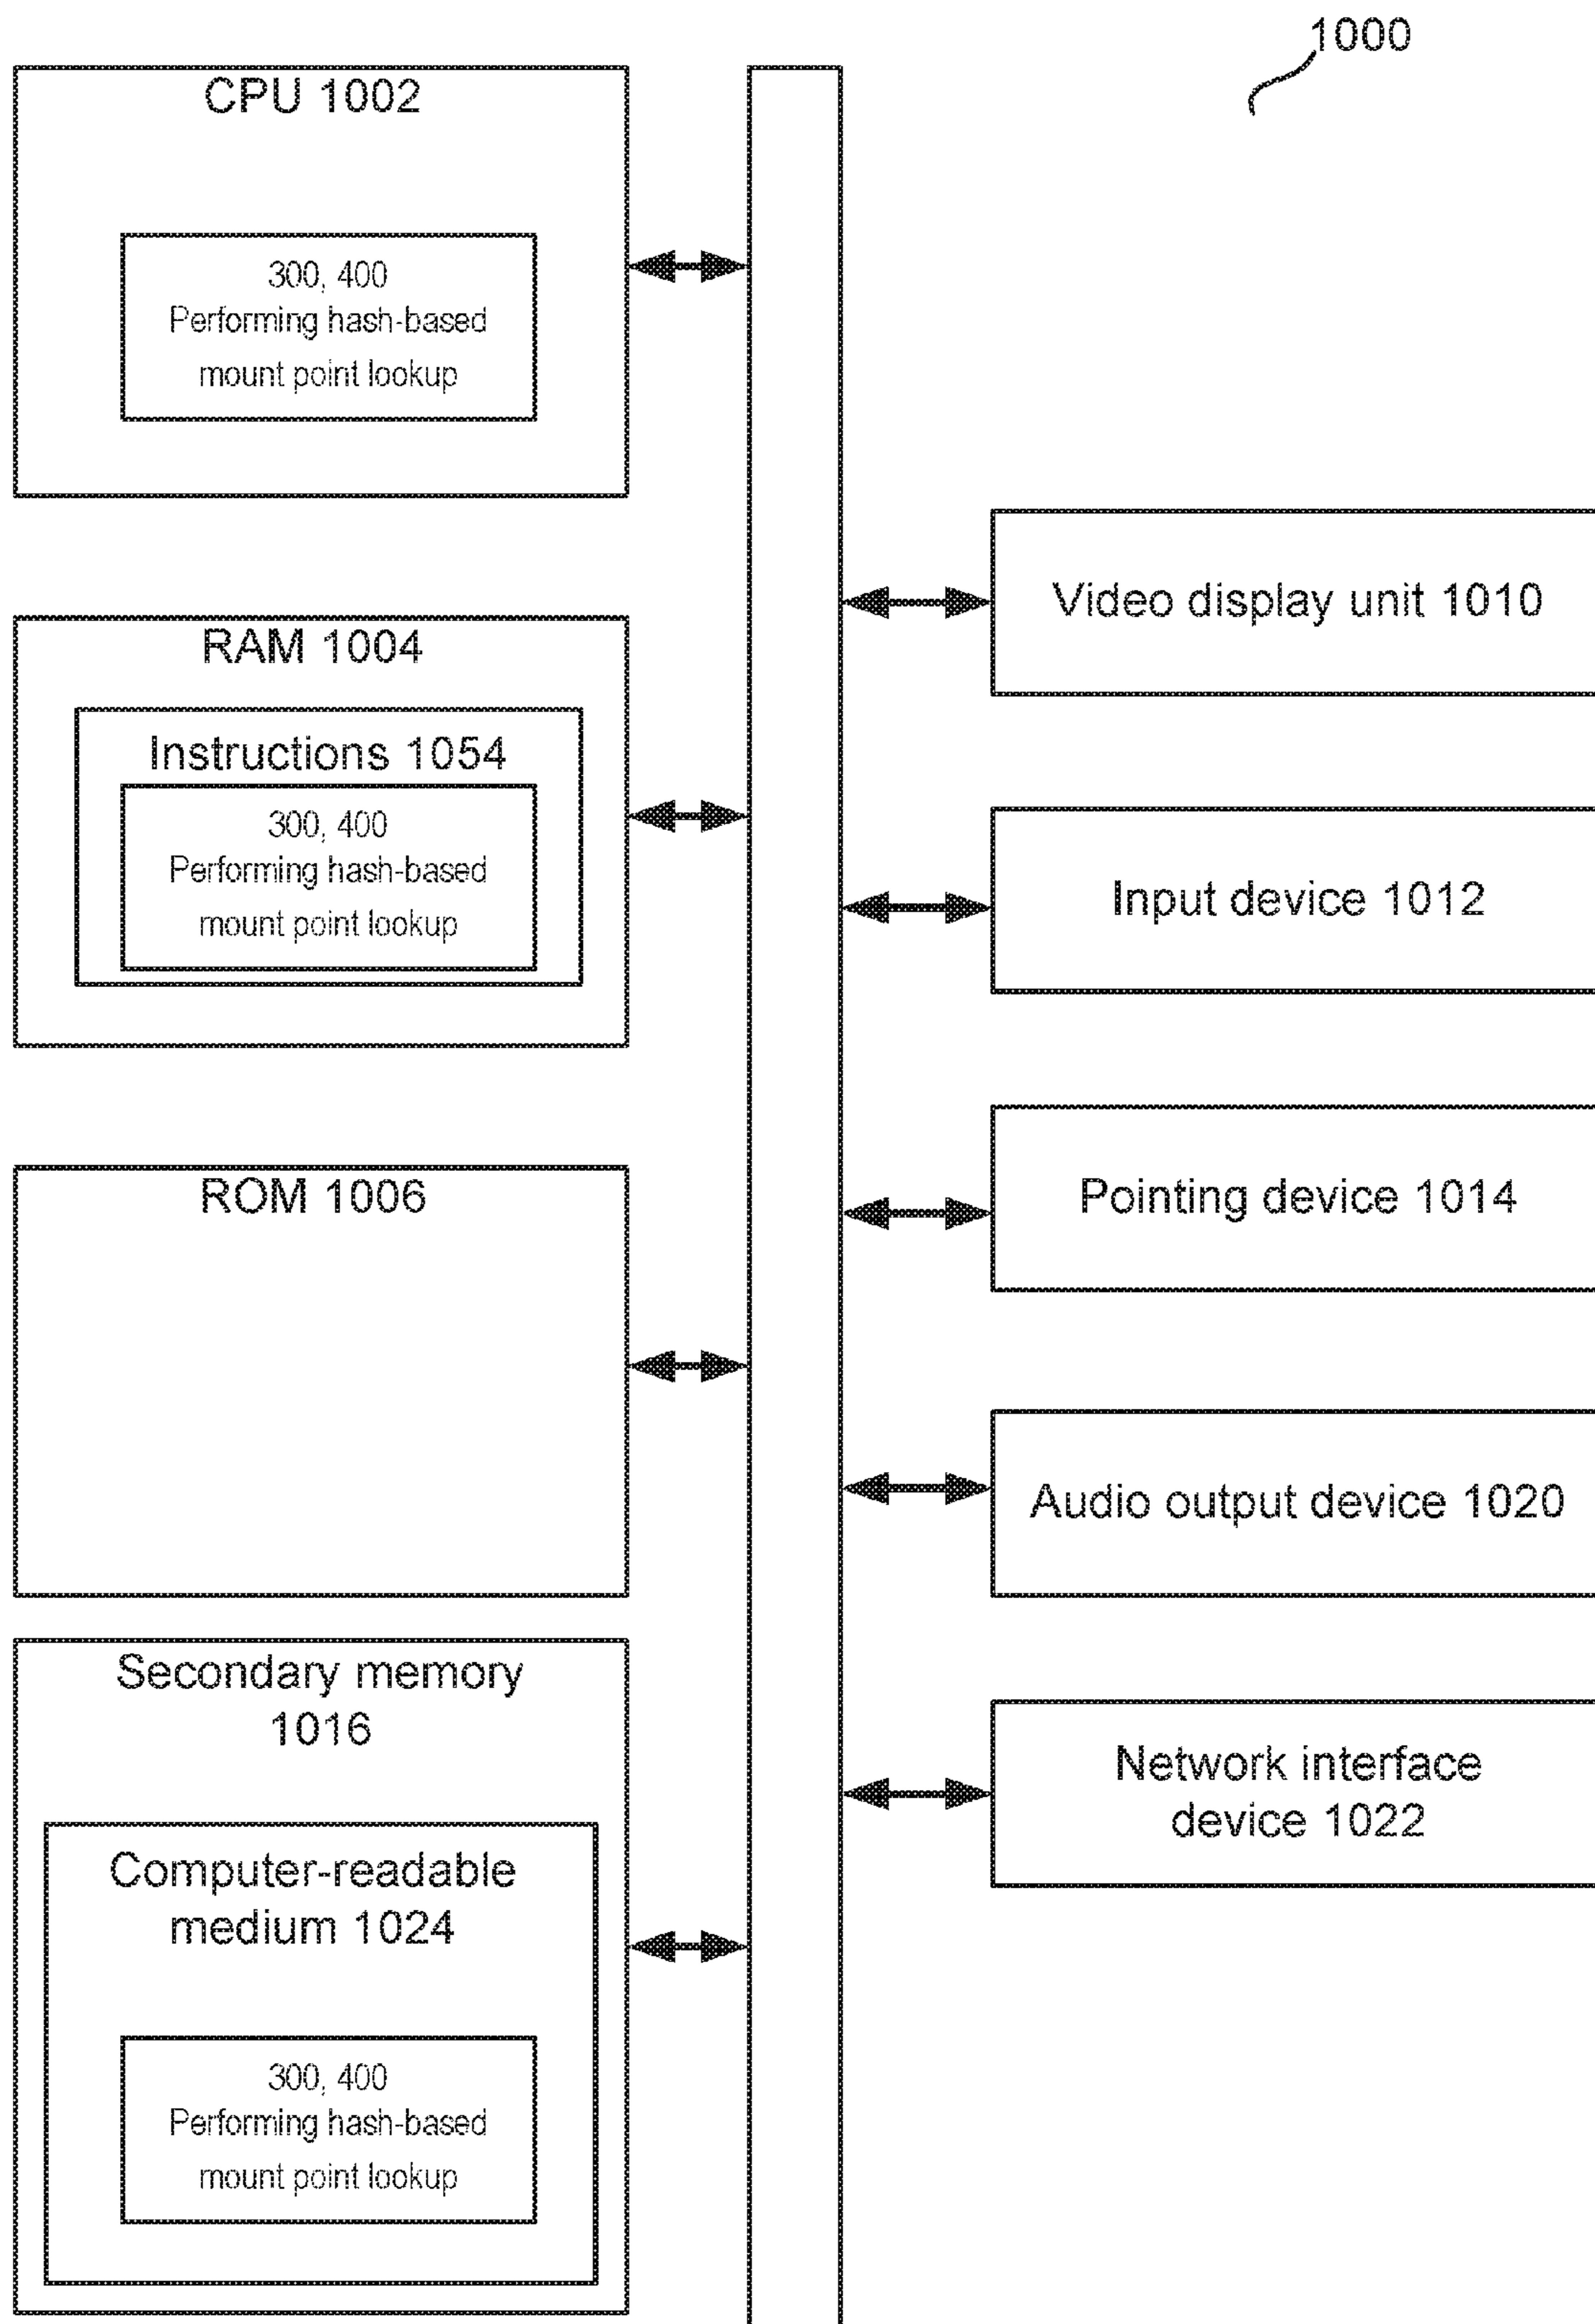 1000
CPU 1002
300, 400
Performing hash-based
mount point lookup
RAM 1004
Instructions 1054
300, 400
Performing hash-based
mount point lookup
ROM 1006
Secondary memory
1016
Computer-readable
medium 1024
300, 400
Performing hash-based
mount point lookup
Video display unit 1010
Input device 1012
Pointing device 1014
Audio output device 1020
Network interface
device 1022